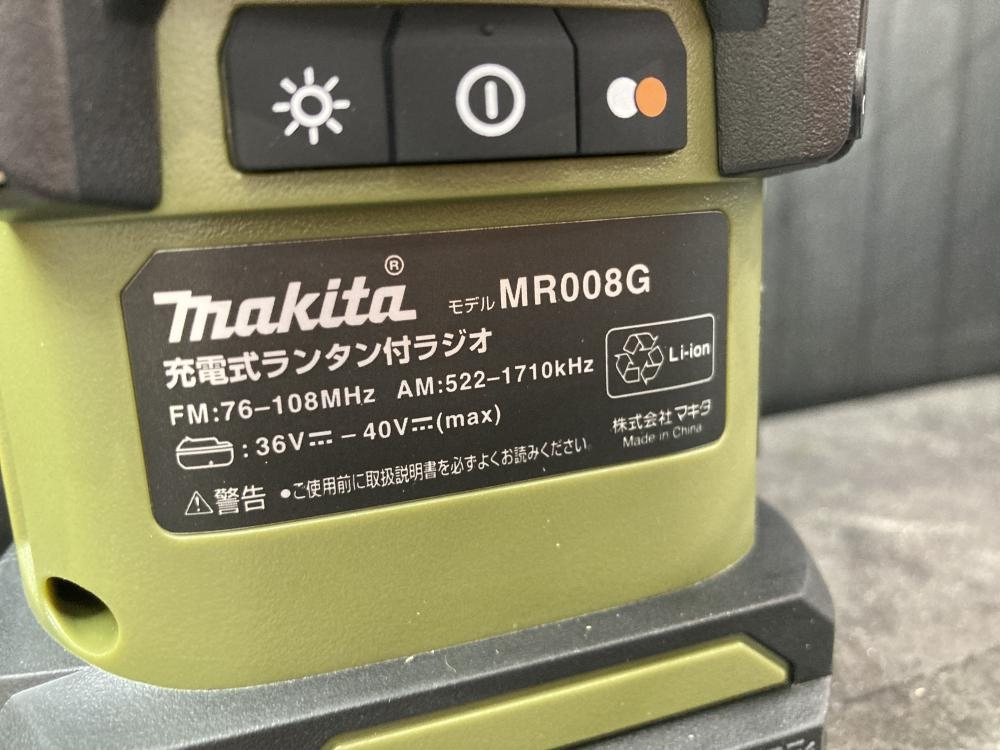 makita®
モデル MR008G
充電式ランタン付ラジオ
FM:76–108MHz AM:522–1710kHz
: 36V⎓ – 40V⎓(max)
Li-ion
株式会社マキタ
Made in China
⚠警告 ●ご使用前に取扱説明書を必ずよくお読みください。